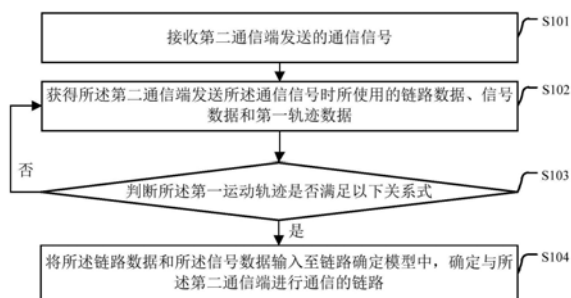 接收第二通信端发送的通信信号
S101
获得所述第二通信端发送所述通信信号时所使用的链路数据、信号
数据和第一轨迹数据
S102
否
判断所述第一运动轨迹是否满足以下关系式
S103
是
将所述链路数据和所述信号数据输入至链路确定模型中，确定与所
述第二通信端进行通信的链路
S104